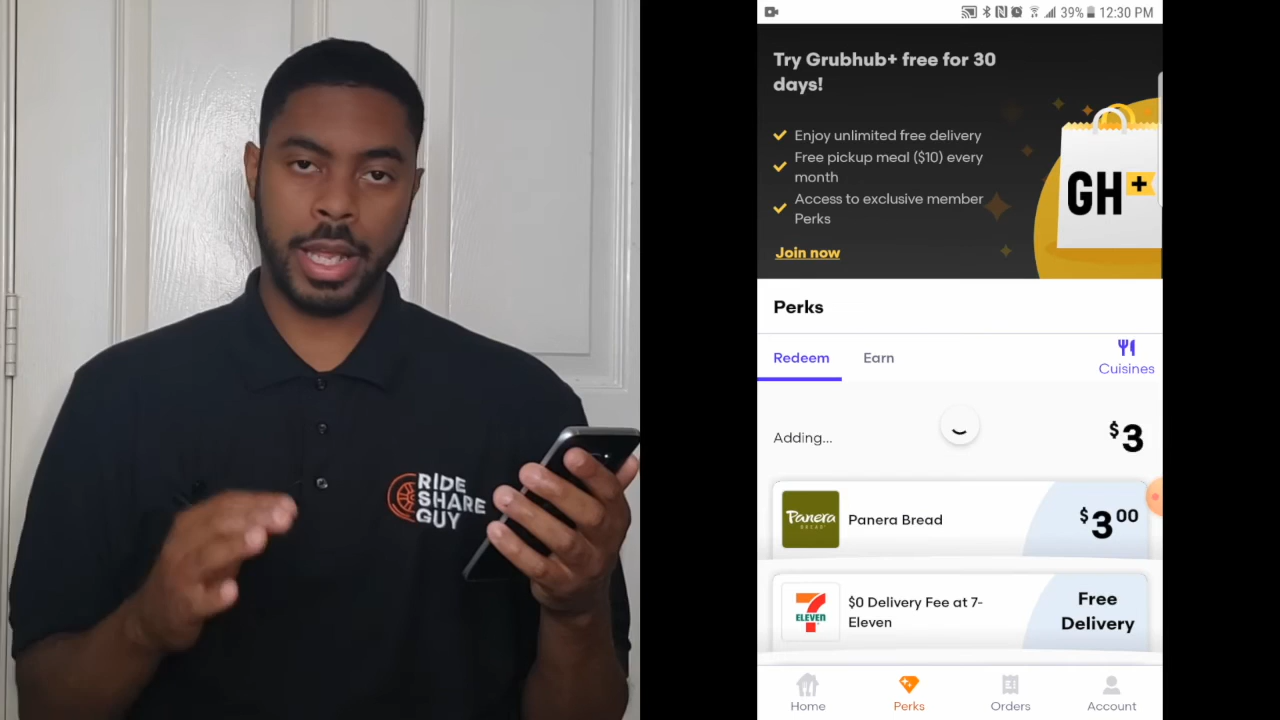 RIDE
SHARE
GUY
39% 12:30 PM
Try Grubhub+ free for 30
days!
Enjoy unlimited free delivery
Free pickup meal ($10) every
month
Access to exclusive member
Perks
Join now
GH+
Perks
Redeem Earn
Cuisines
Adding...
$3
Panera
BREAD
Panera Bread
$3 00
7
ELEVEN
$0 Delivery Fee at 7-
Eleven
Free
Delivery
Home Perks Orders Account